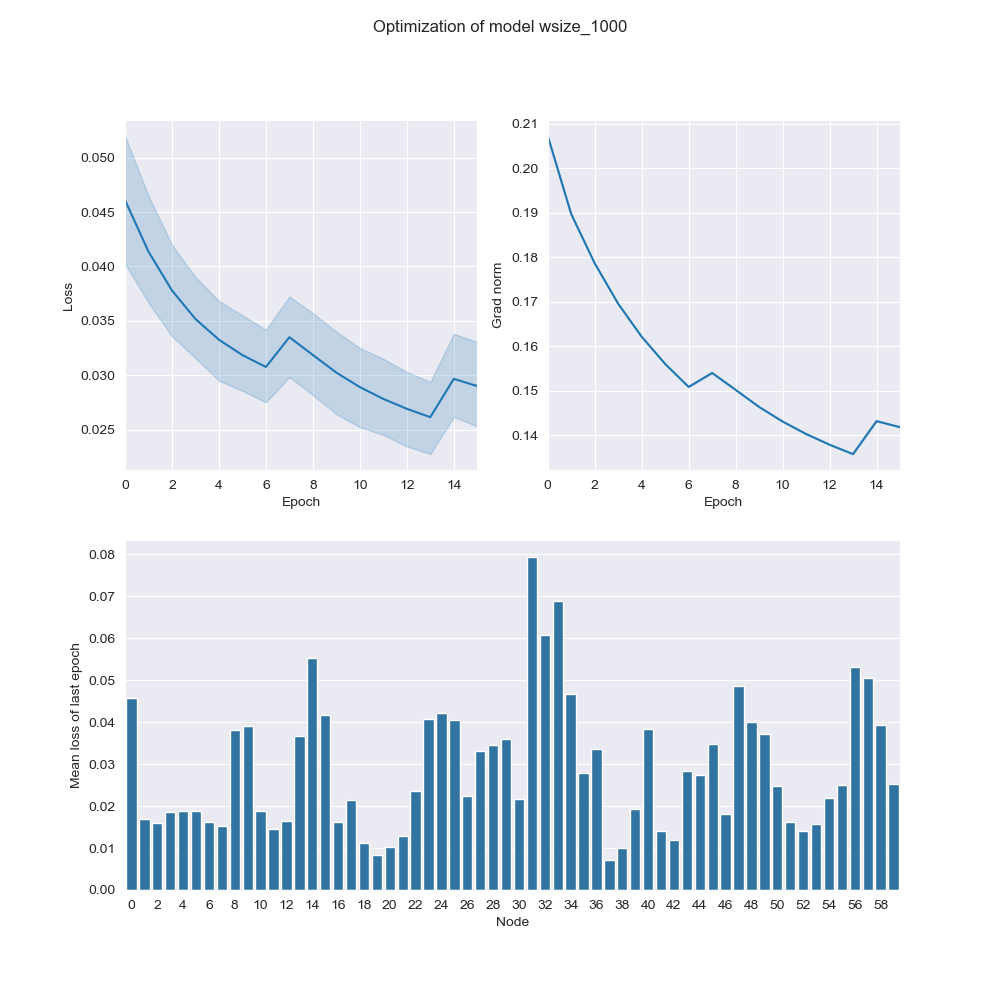 Optimization of model wsize_1000
0.050
0.045
0.040
0.035
0.030
0.025
Loss
0 2 4 6 8 10 12 14
Epoch
0.21
0.20
0.19
0.18
0.17
0.16
0.15
0.14
Grad norm
0 2 4 6 8 10 12 14
Epoch
0.08
0.07
0.06
0.05
0.04
0.03
0.02
0.01
0.00
Mean loss of last epoch
0 2 4 6 8 10 12 14 16 18 20 22 24 26 28 30 32 34 36 38 40 42 44 46 48 50 52 54 56 58
Node